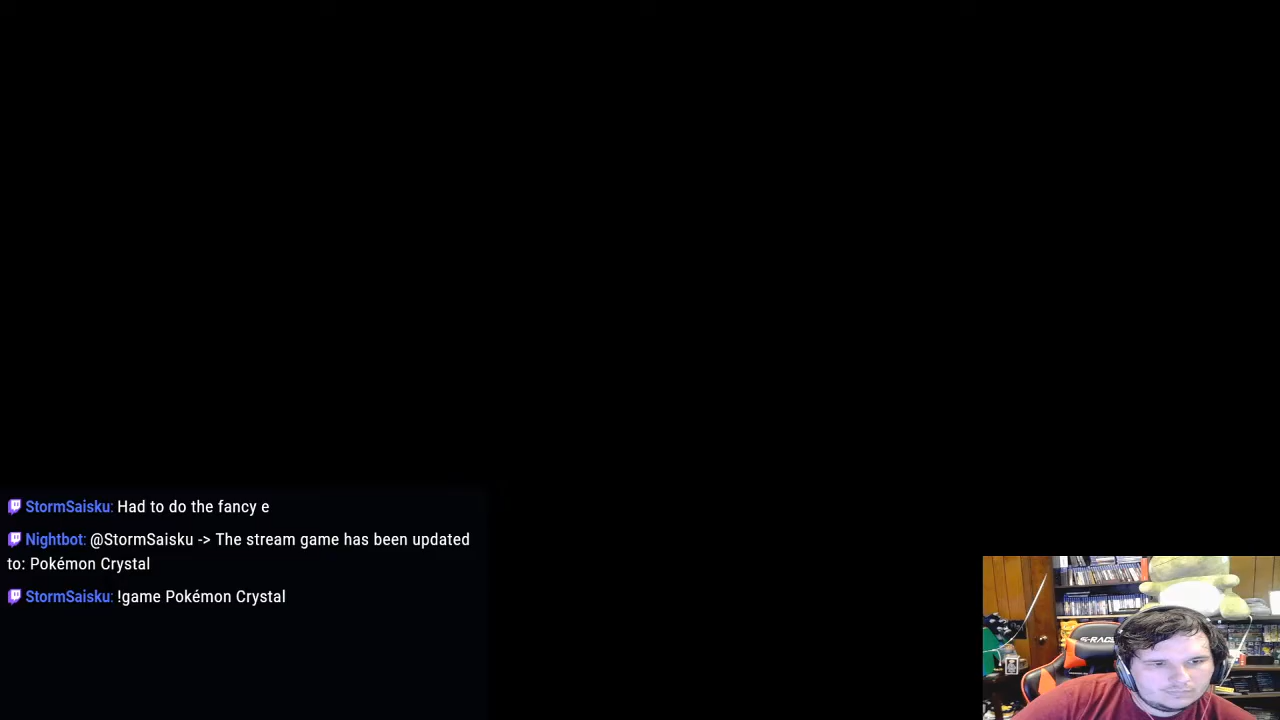 StormSaisku: Had to do the fancy e
Nightbot: @StormSaisku -> The stream game has been updated
to: Pokémon Crystal
StormSaisku: !game Pokémon Crystal